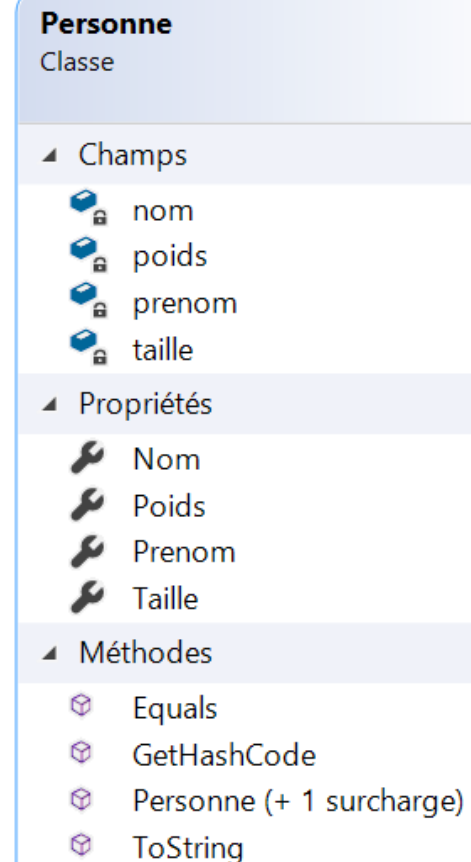 Personne
Classe
Champs
nom
poids
prenom
taille
Propriétés
Nom
Poids
Prenom
Taille
Méthodes
Equals
GetHashCode
Personne (+ 1 surcharge)
ToString